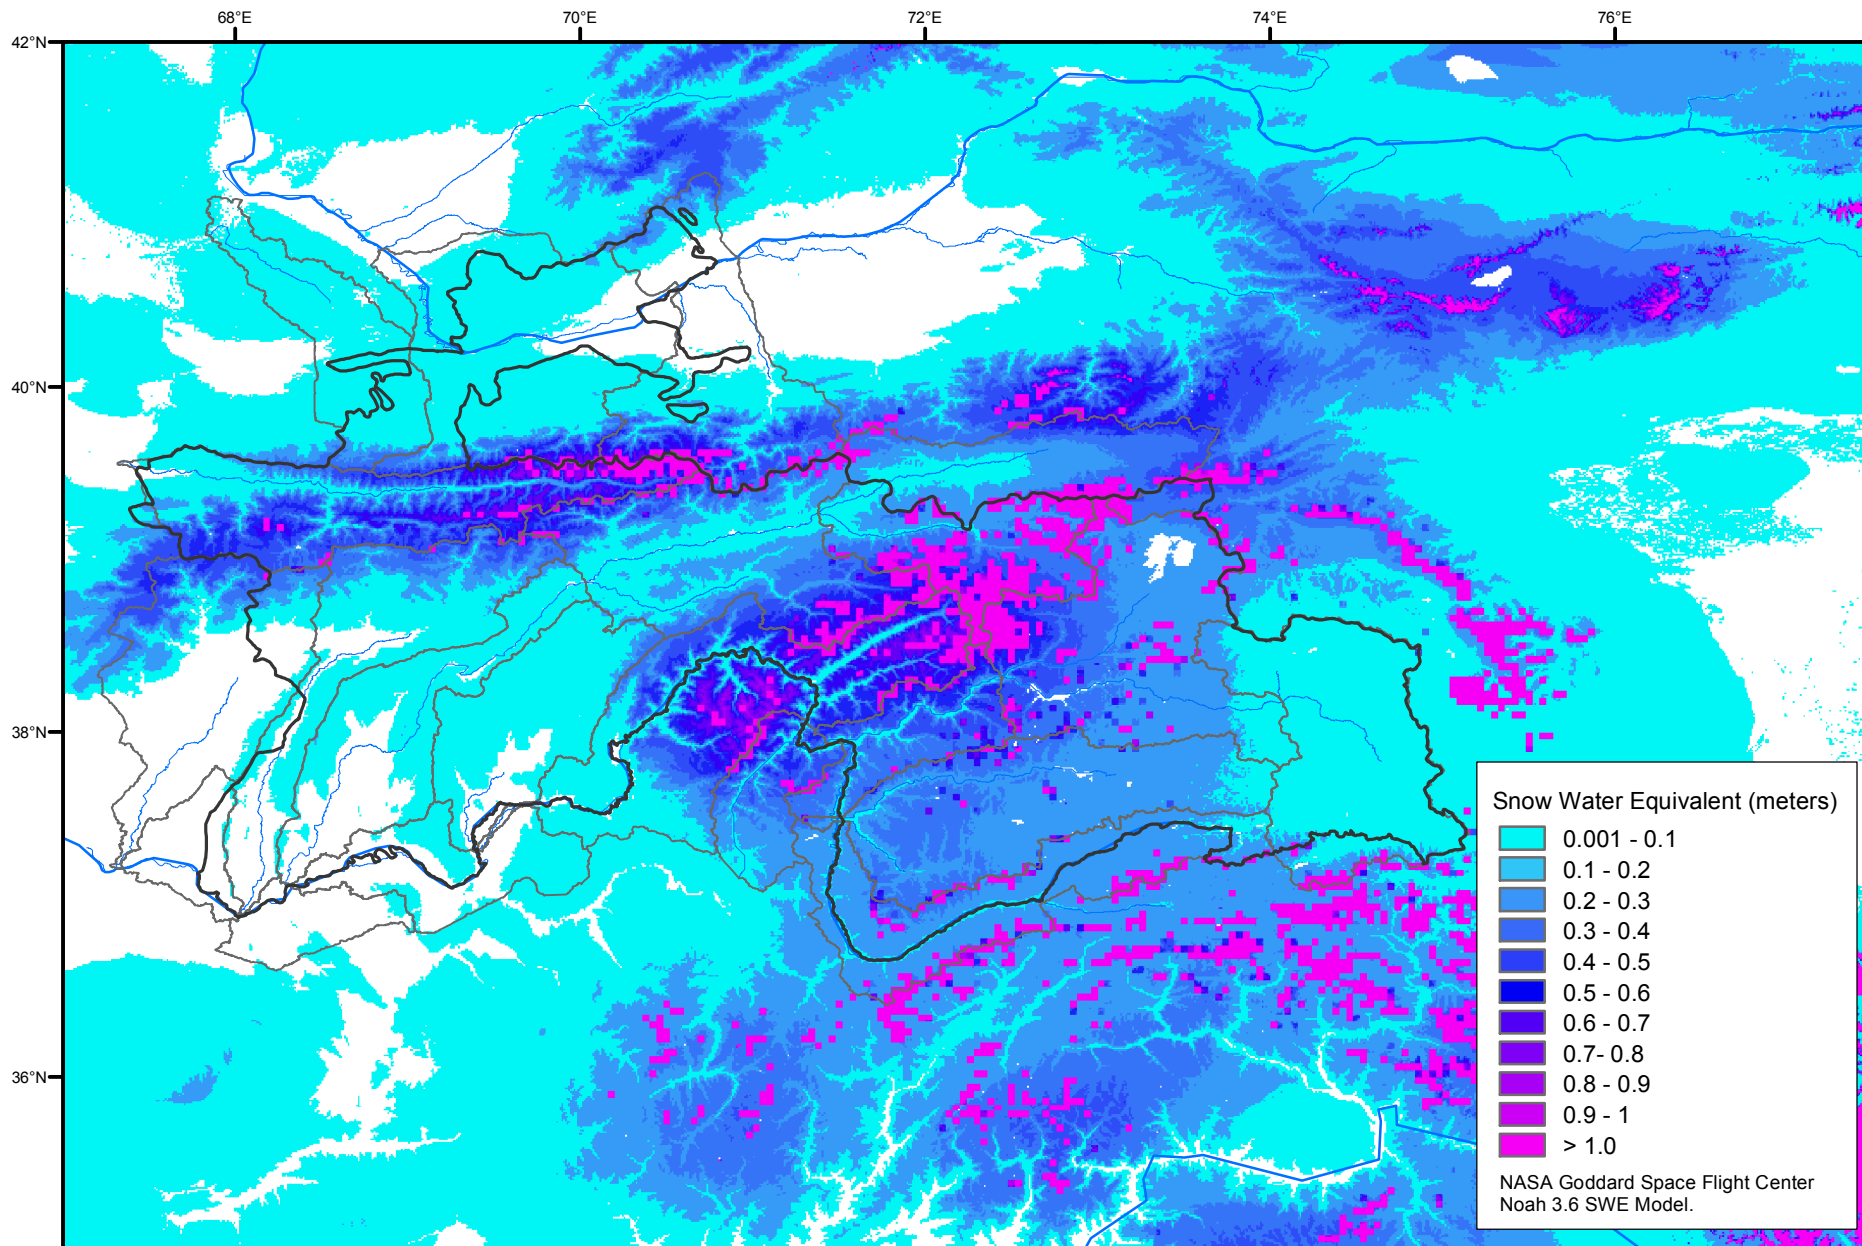 68°E 70°E 72°E 74°E 76°E
42°N
40°N
38°N
36°N
Snow Water Equivalent (meters)
0.001 - 0.1
0.1 - 0.2
0.2 - 0.3
0.3 - 0.4
0.4 - 0.5
0.5 - 0.6
0.6 - 0.7
0.7- 0.8
0.8 - 0.9
0.9 - 1
> 1.0
NASA Goddard Space Flight Center
Noah 3.6 SWE Model.